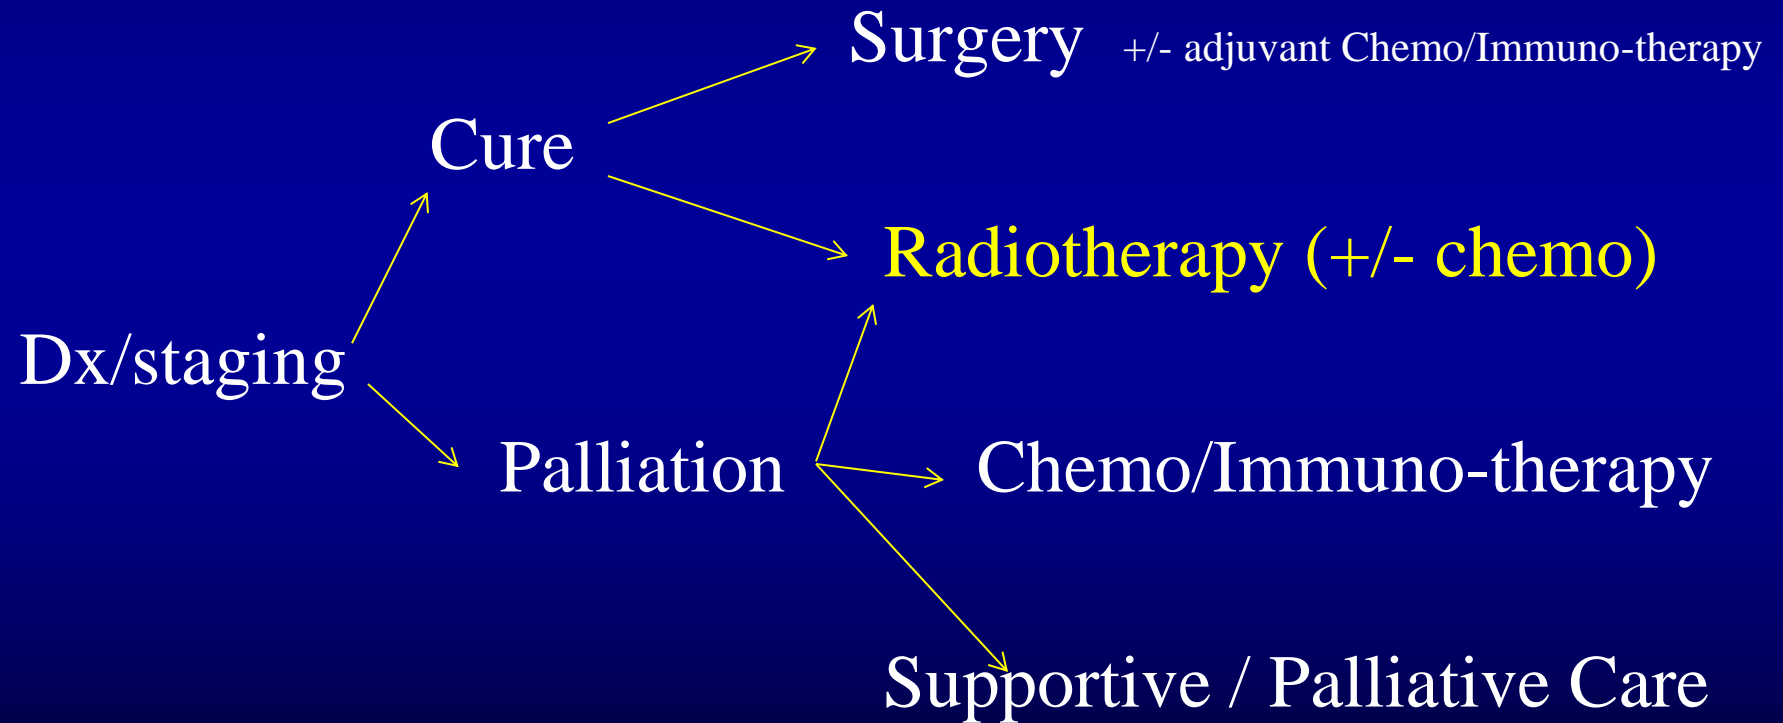 Surgery +/- adjuvant Chemo/Immuno-therapy
Cure
Radiotherapy (+/- chemo)
Dx/staging
Palliation
Chemo/Immuno-therapy
Supportive / Palliative Care